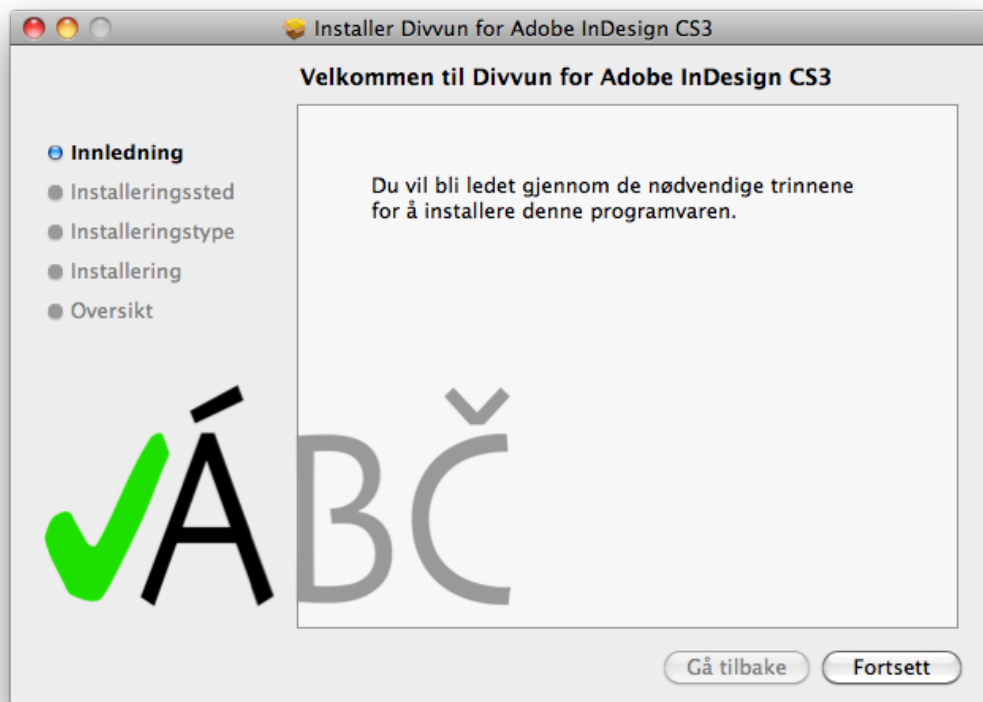 Installer Divvun for Adobe InDesign CS3
Velkommen til Divvun for Adobe InDesign CS3
Innledning
Installeringssted
Installeringstype
Installering
Oversikt
Du vil bli ledet gjennom de nødvendige trinnene
for å installere denne programvaren.
ÁBČ
Gå tilbake
Fortsett